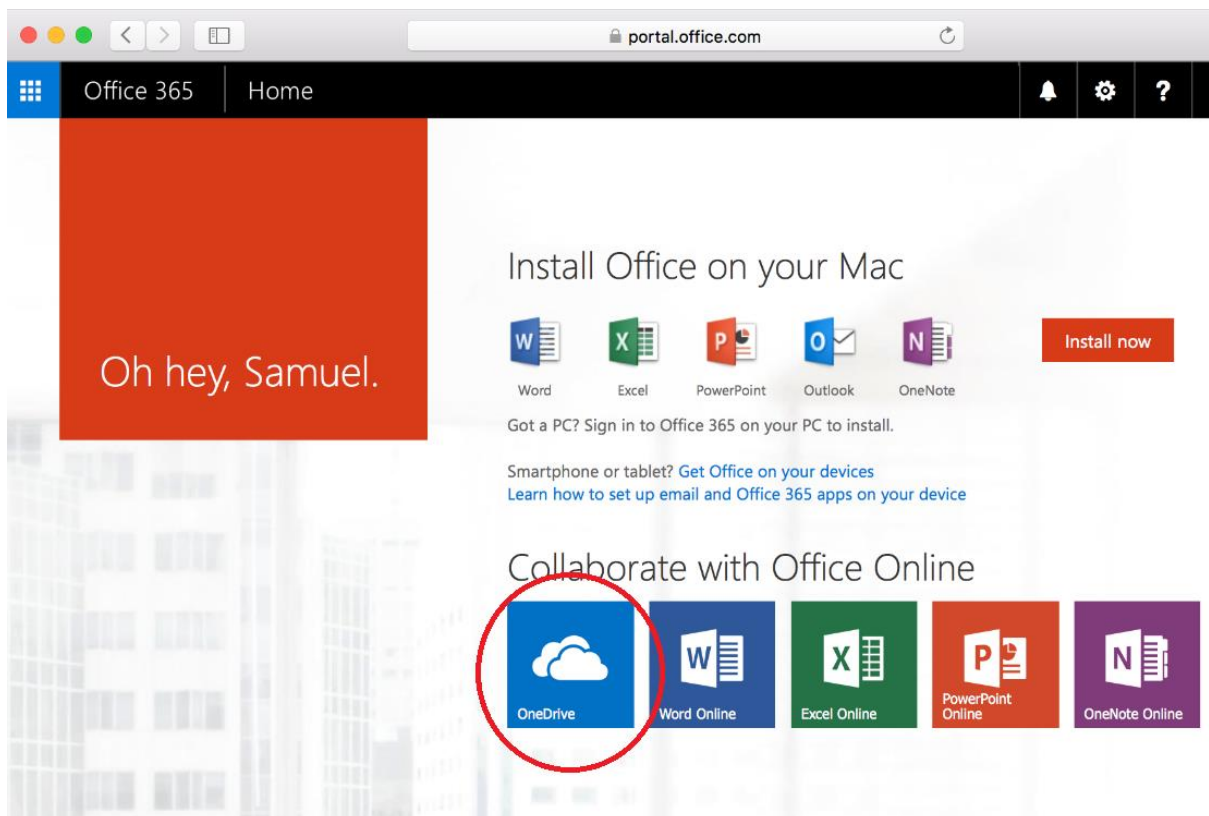 portal.office.com
Office 365
Home
?
Oh hey, Samuel.
Install Office on your Mac
W
X
P
O
N
Word
Excel
PowerPoint
Outlook
OneNote
Install now
Got a PC? Sign in to Office 365 on your PC to install.
Smartphone or tablet? Get Office on your devices
Learn how to set up email and Office 365 apps on your device
Collaborate with Office Online
W
X
P
N
OneDrive
Word Online
Excel Online
PowerPoint
Online
OneNote Online